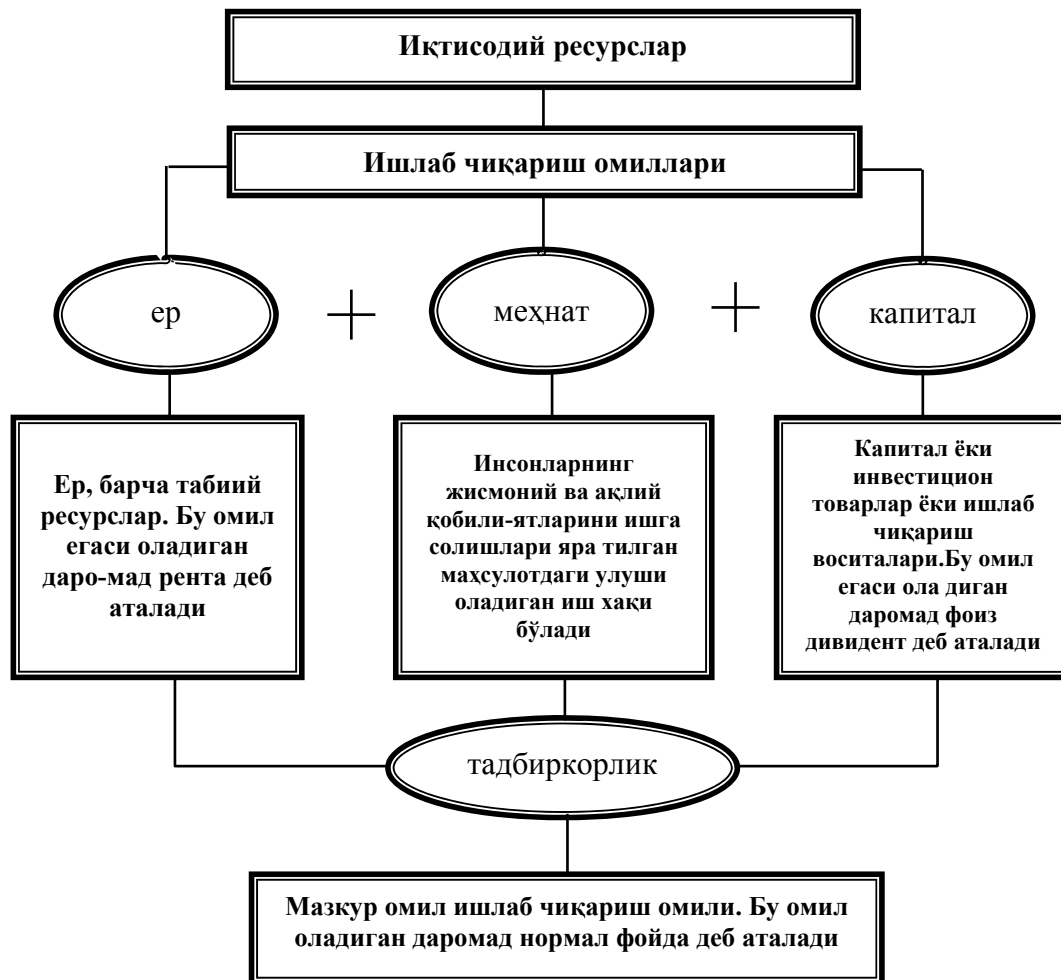 Иқтисодий ресурслар
Ишлаб чиқариш омиллари
ер
+
меҳнат
+
капитал
Ер, барча табиий
ресурслар. Бу омил
егаси оладиган
даро-мад рента деб
аталади
Инсонларнинг
жисмоний ва ақлий
қобили-ятларини ишга
солишлари яра тилган
маҳсулотдаги улуши
оладиган иш хақи
бўлади
Капитал ёки
инвестицион
товарлар ёки ишлаб
чиқариш
воситалари.Бу омил
егаси ола диган
даромад фоиз
дивидент деб аталади
тадбиркорлик
Мазкур омил ишлаб чиқариш омили. Бу омил
оладиган даромад нормал фойда деб аталади